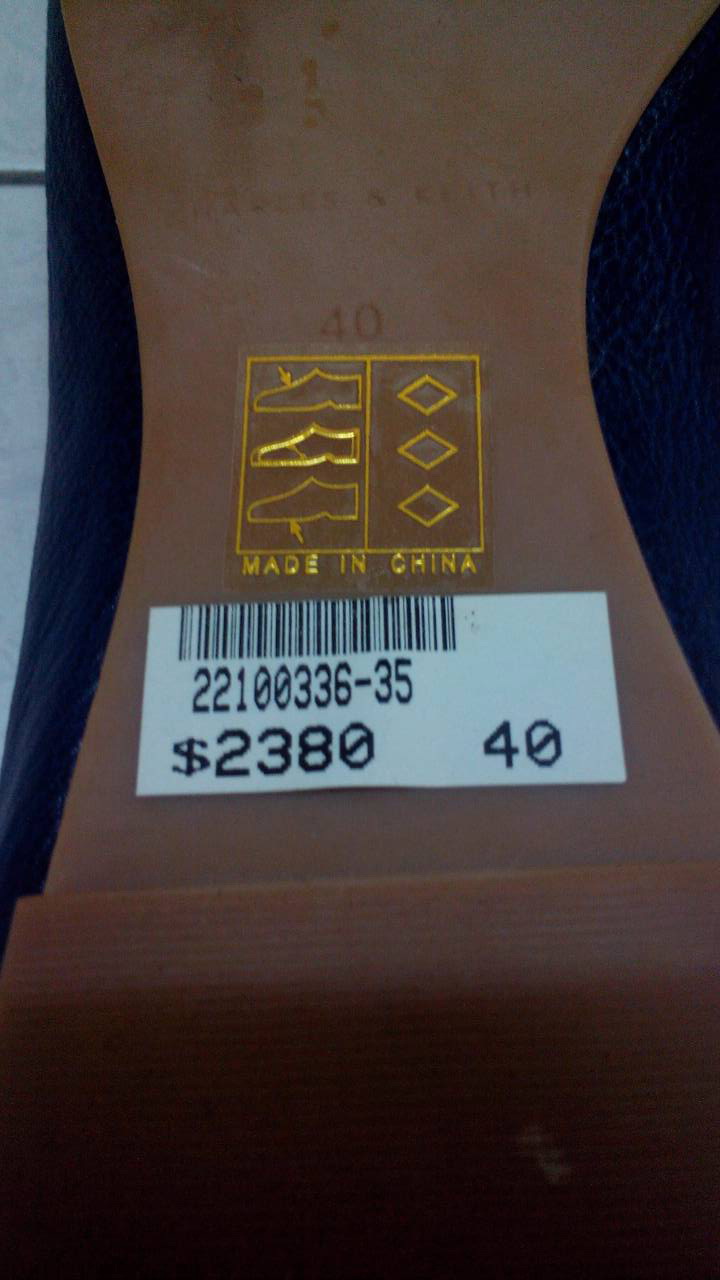 CHARLES & KEITH
40
MADE IN CHINA
22100336-35
$2380 40